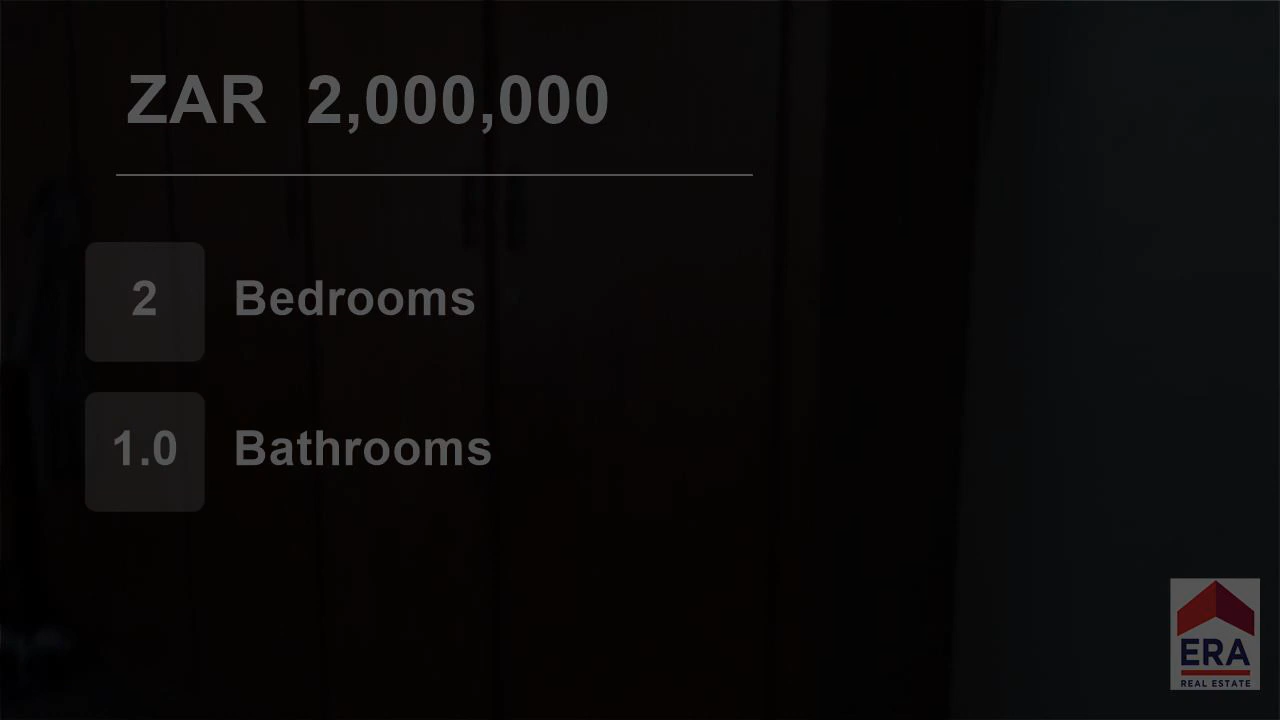 ZAR 2,000,000
2 Bedrooms
1.0 Bathrooms
ERA
REAL ESTATE